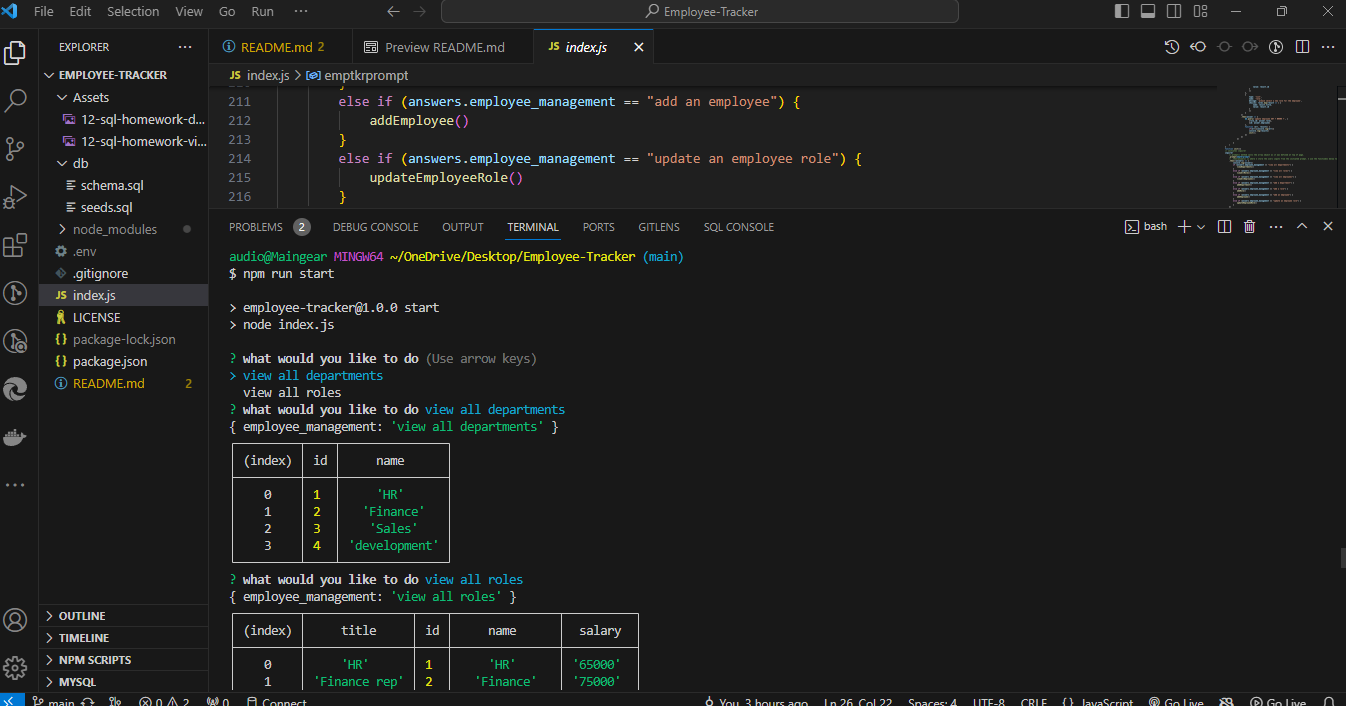 File Edit Selection View Go Run ··· Employee-Tracker
EXPLORER ···
README.md 2 Preview README.md JS index.js
EMPLOYEE-TRACKER
JS index.js > emptkrprompt
Assets
12-sql-homework-d...
12-sql-homework-vi...
db
schema.sql
seeds.sql
node_modules
.env
.gitignore
JS index.js
LICENSE
{} package-lock.json
{} package.json
README.md 2
OUTLINE
TIMELINE
NPM SCRIPTS
MYSQL
211 else if (answers.employee_management == "add an employee") {
212 addEmployee()
213 }
214 else if (answers.employee_management == "update an employee role") {
215 updateEmployeeRole()
216 }
PROBLEMS 2 DEBUG CONSOLE OUTPUT TERMINAL PORTS GITLENS SQL CONSOLE bash
audio@Maingear MINGW64 ~/OneDrive/Desktop/Employee-Tracker (main)
$ npm run start
> employee-tracker@1.0.0 start
> node index.js
? what would you like to do (Use arrow keys)
> view all departments
view all roles
? what would you like to do view all departments
{ employee_management: 'view all departments' }
(index) id name
0 1 'HR'
1 2 'Finance'
2 3 'Sales'
3 4 'development'
? what would you like to do view all roles
{ employee_management: 'view all roles' }
(index) title id name salary
0 'HR' 1 'HR' '65000'
1 'Finance rep' 2 'Finance' '75000'
main 0 2 0 Connect You, 3 hours ago Ln 26, Col 22 Spaces: 4 UTF-8 CRLF {} JavaScript Go Live Go Live